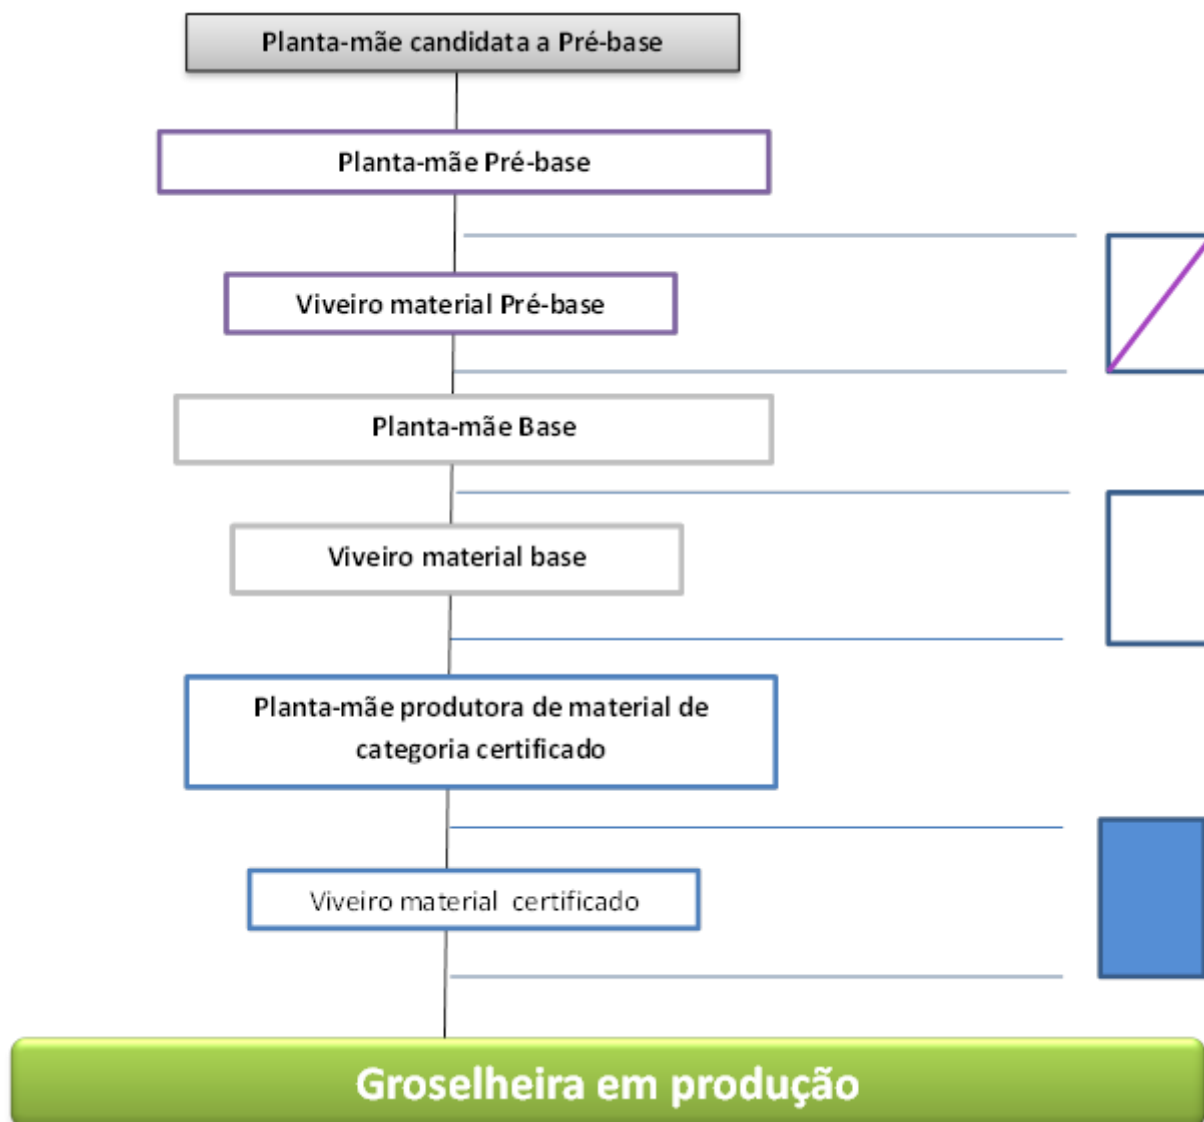 Planta-mãe candidata a Pré-base
Planta-mãe Pré-base
Viveiro material Pré-base
Planta-mãe Base
Viveiro material base
Planta-mãe produtora de material de
categoria certificado
Viveiro material certificado
Groselheira em produção